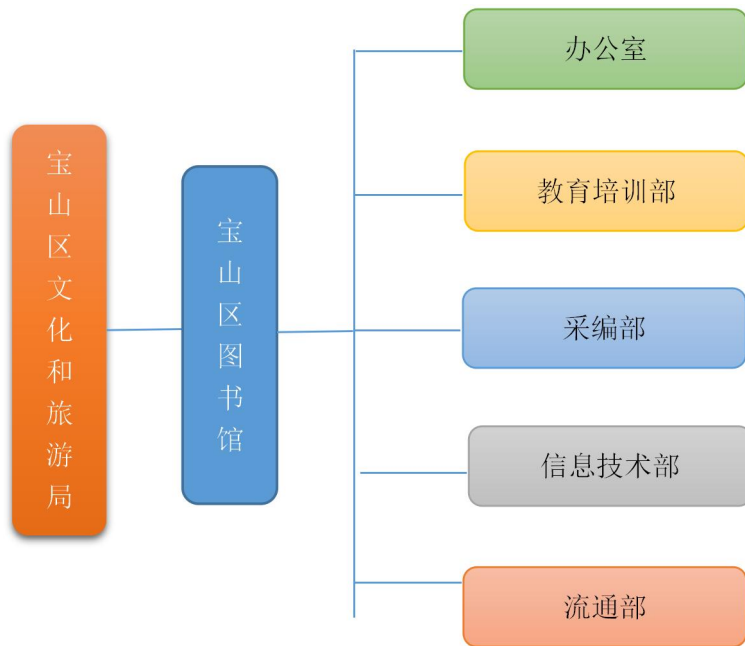 宝山区文化和旅游局
宝山区图书馆
办公室
教育培训部
采编部
信息技术部
流通部